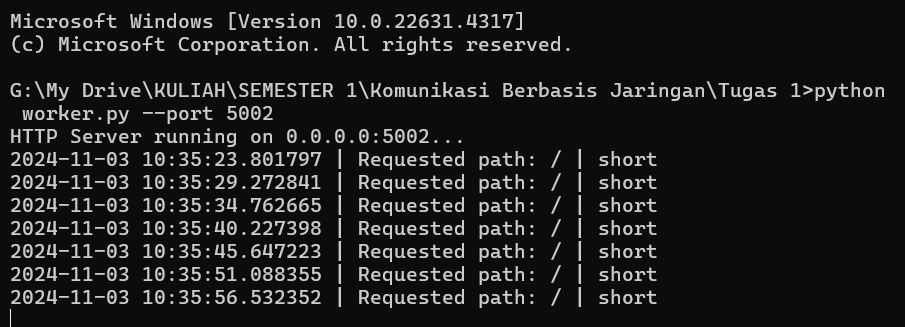 Microsoft Windows [Version 10.0.22631.4317]
(c) Microsoft Corporation. All rights reserved.
G:\My Drive\KULIAH\SEMESTER 1\Komunikasi Berbasis Jaringan\Tugas 1>python
worker.py --port 5002
HTTP Server running on 0.0.0.0:5002...
2024-11-03 10:35:23.801797 | Requested path: / | short
2024-11-03 10:35:29.272841 | Requested path: / | short
2024-11-03 10:35:34.762665 | Requested path: / | short
2024-11-03 10:35:40.227398 | Requested path: / | short
2024-11-03 10:35:45.647223 | Requested path: / | short
2024-11-03 10:35:51.088355 | Requested path: / | short
2024-11-03 10:35:56.532352 | Requested path: / | short